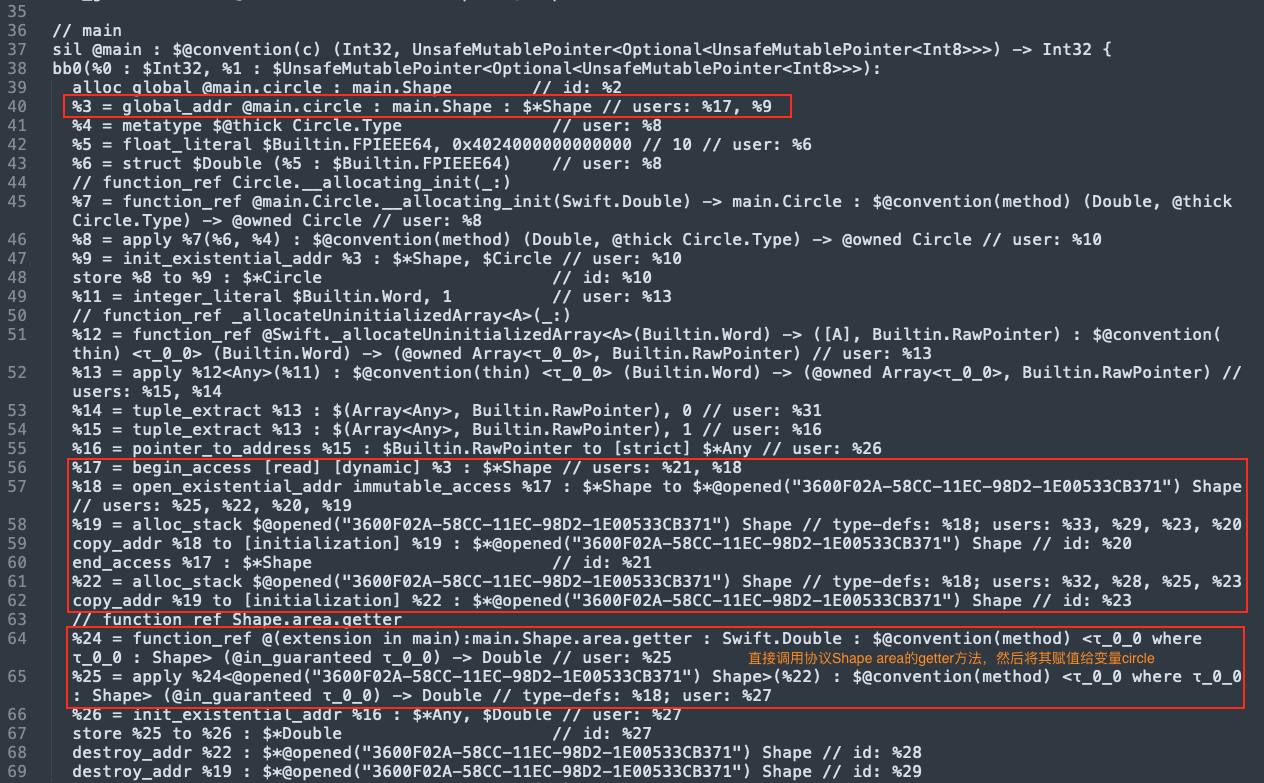 35
36 // main
37 sil @main : $@convention(c) (Int32, UnsafeMutablePointer<Optional<UnsafeMutablePointer<Int8>>>) -> Int32 {
38 bb0(%0 : $Int32, %1 : $UnsafeMutablePointer<Optional<UnsafeMutablePointer<Int8>>>):
39 alloc_global @main.circle : main.Shape // id: %2
40 %3 = global_addr @main.circle : main.Shape : $*Shape // users: %17, %9
41 %4 = metatype $@thick Circle.Type // user: %8
42 %5 = float_literal $Builtin.FPIEEE64, 0x4024000000000000 // 10 // user: %6
43 %6 = struct $Double (%5 : $Builtin.FPIEEE64) // user: %8
44 // function_ref Circle.__allocating_init(_:)
45 %7 = function_ref @main.Circle.__allocating_init(Swift.Double) -> main.Circle : $@convention(method) (Double, @thick
Circle.Type) -> @owned Circle // user: %8
46 %8 = apply %7(%6, %4) : $@convention(method) (Double, @thick Circle.Type) -> @owned Circle // user: %10
47 %9 = init_existential_addr %3 : $*Shape, $Circle // user: %10
48 store %8 to %9 : $*Circle // id: %10
49 %11 = integer_literal $Builtin.Word, 1 // user: %13
50 // function_ref _allocateUninitializedArray<A>(_:)
51 %12 = function_ref @Swift._allocateUninitializedArray<A>(Builtin.Word) -> ([A], Builtin.RawPointer) : $@convention(
thin) <τ_0_0> (Builtin.Word) -> (@owned Array<τ_0_0>, Builtin.RawPointer) // user: %13
52 %13 = apply %12<Any>(%11) : $@convention(thin) <τ_0_0> (Builtin.Word) -> (@owned Array<τ_0_0>, Builtin.RawPointer) //
users: %15, %14
53 %14 = tuple_extract %13 : $(Array<Any>, Builtin.RawPointer), 0 // user: %31
54 %15 = tuple_extract %13 : $(Array<Any>, Builtin.RawPointer), 1 // user: %16
55 %16 = pointer_to_address %15 : $Builtin.RawPointer to [strict] $*Any // user: %26
56 %17 = begin_access [read] [dynamic] %3 : $*Shape // users: %21, %18
57 %18 = open_existential_addr immutable_access %17 : $*Shape to $*@opened("3600F02A-58CC-11EC-98D2-1E00533CB371") Shape
// users: %25, %22, %20, %19
58 %19 = alloc_stack $@opened("3600F02A-58CC-11EC-98D2-1E00533CB371") Shape // type-defs: %18; users: %33, %29, %23, %20
59 copy_addr %18 to [initialization] %19 : $*@opened("3600F02A-58CC-11EC-98D2-1E00533CB371") Shape // id: %20
60 end_access %17 : $*Shape // id: %21
61 %22 = alloc_stack $@opened("3600F02A-58CC-11EC-98D2-1E00533CB371") Shape // type-defs: %18; users: %32, %28, %25, %23
62 copy_addr %19 to [initialization] %22 : $*@opened("3600F02A-58CC-11EC-98D2-1E00533CB371") Shape // id: %23
63 // function_ref Shape.area.getter
64 %24 = function_ref @(extension in main):main.Shape.area.getter : Swift.Double : $@convention(method) <τ_0_0 where
τ_0_0 : Shape> (@in_guaranteed τ_0_0) -> Double // user: %25 直接调用协议Shape area的getter方法，然后将其赋值给变量circle
65 %25 = apply %24<@opened("3600F02A-58CC-11EC-98D2-1E00533CB371") Shape>(%22) : $@convention(method) <τ_0_0 where τ_0_0
: Shape> (@in_guaranteed τ_0_0) -> Double // type-defs: %18; user: %27
66 %26 = init_existential_addr %16 : $*Any, $Double // user: %27
67 store %25 to %26 : $*Double // id: %27
68 destroy_addr %22 : $*@opened("3600F02A-58CC-11EC-98D2-1E00533CB371") Shape // id: %28
69 destroy_addr %19 : $*@opened("3600F02A-58CC-11EC-98D2-1E00533CB371") Shape // id: %29